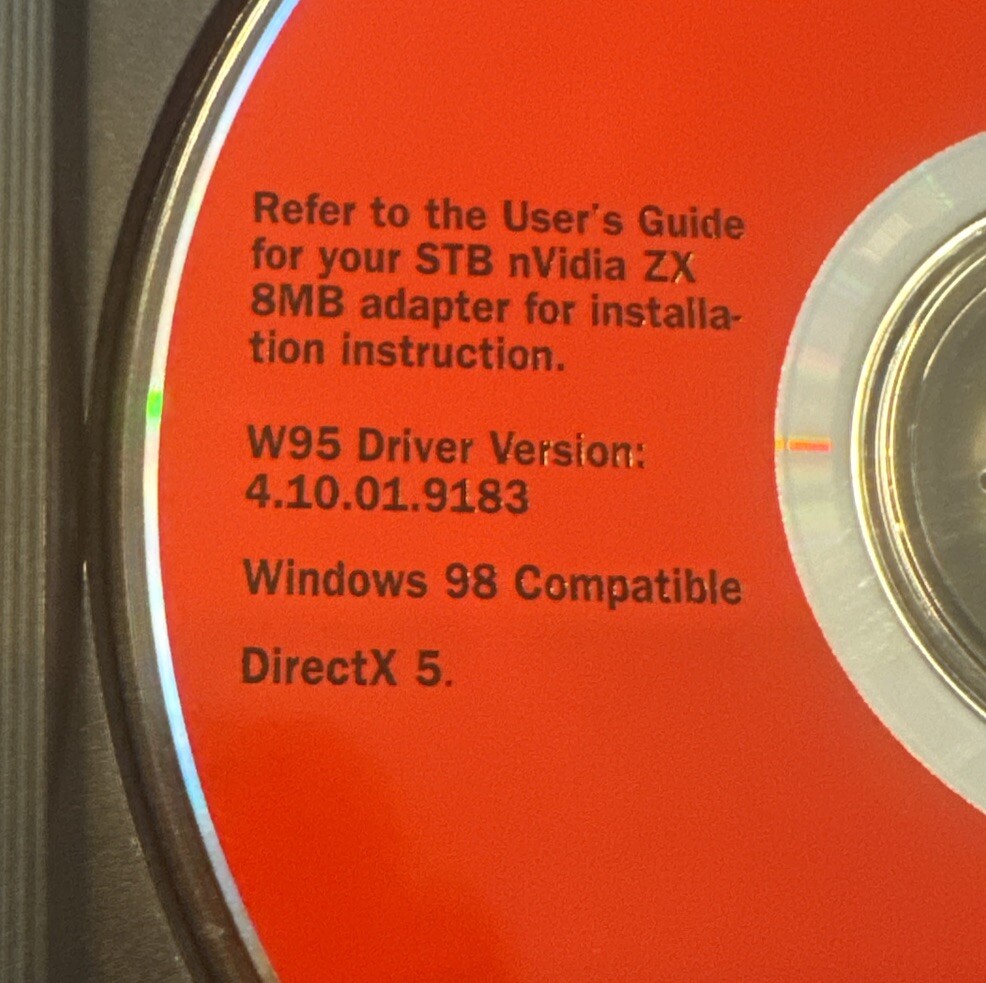 Refer to the User's Guide
for your STB nVidia ZX
8MB adapter for installa-
tion instruction.
W95 Driver Version:
4.10.01.9183
Windows 98 Compatible
DirectX 5.